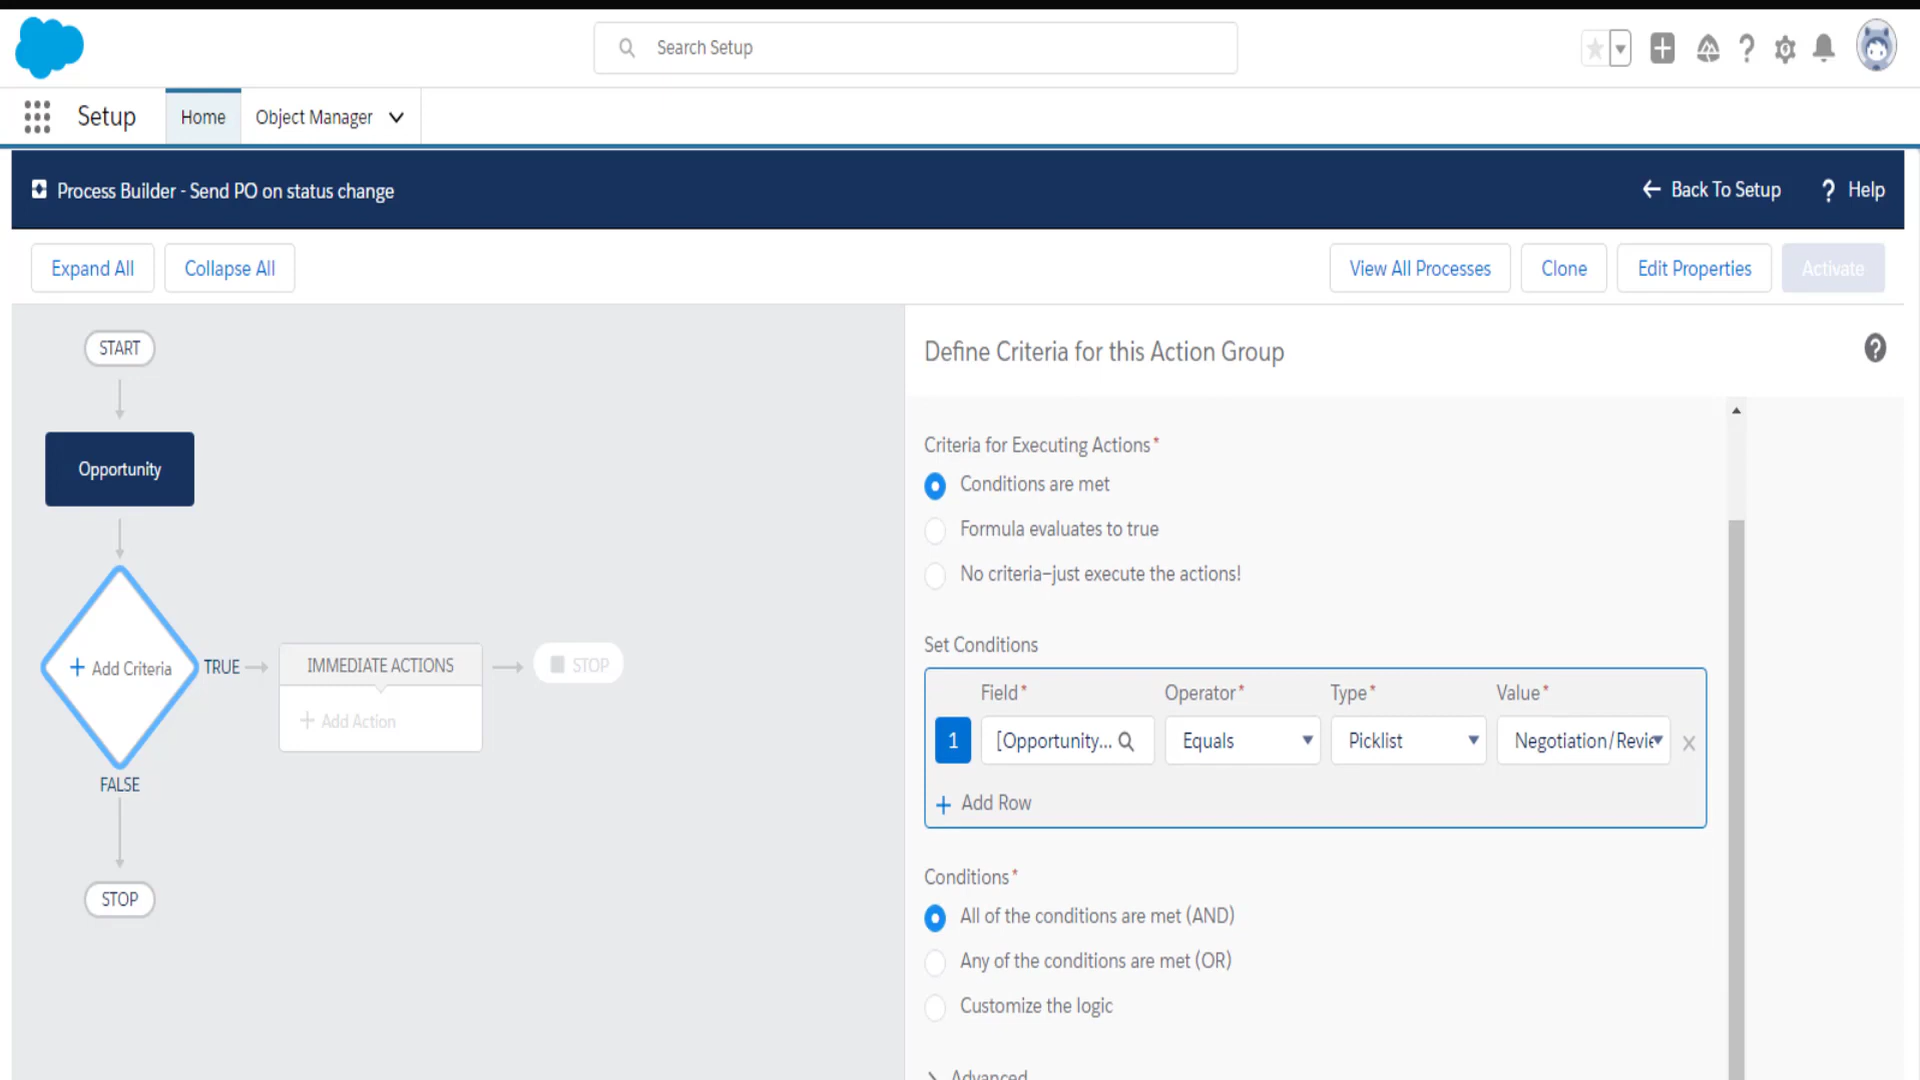 Search Setup
Setup
Home
Object Manager
Process Builder - Send PO on status change
Back To Setup
? Help
Expand All
Collapse All
View All Processes
Clone
Edit Properties
Activate
START
Opportunity
+ Add Criteria
TRUE
IMMEDIATE ACTIONS
+ Add Action
STOP
FALSE
STOP
Define Criteria for this Action Group
Criteria for Executing Actions*
Conditions are met
Formula evaluates to true
No criteria–just execute the actions!
Set Conditions
Field* Operator* Type* Value*
1 [Opportunity... Equals Picklist Negotiation/Revie
+ Add Row
Conditions*
All of the conditions are met (AND)
Any of the conditions are met (OR)
Customize the logic
Advanced